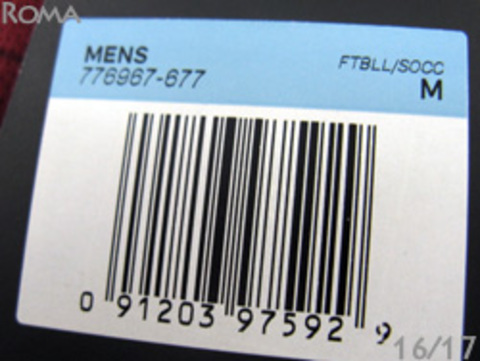 ROMA
MENS
776967-677
FTBLL/SOCC
M
0 91203 97592 9
16/17